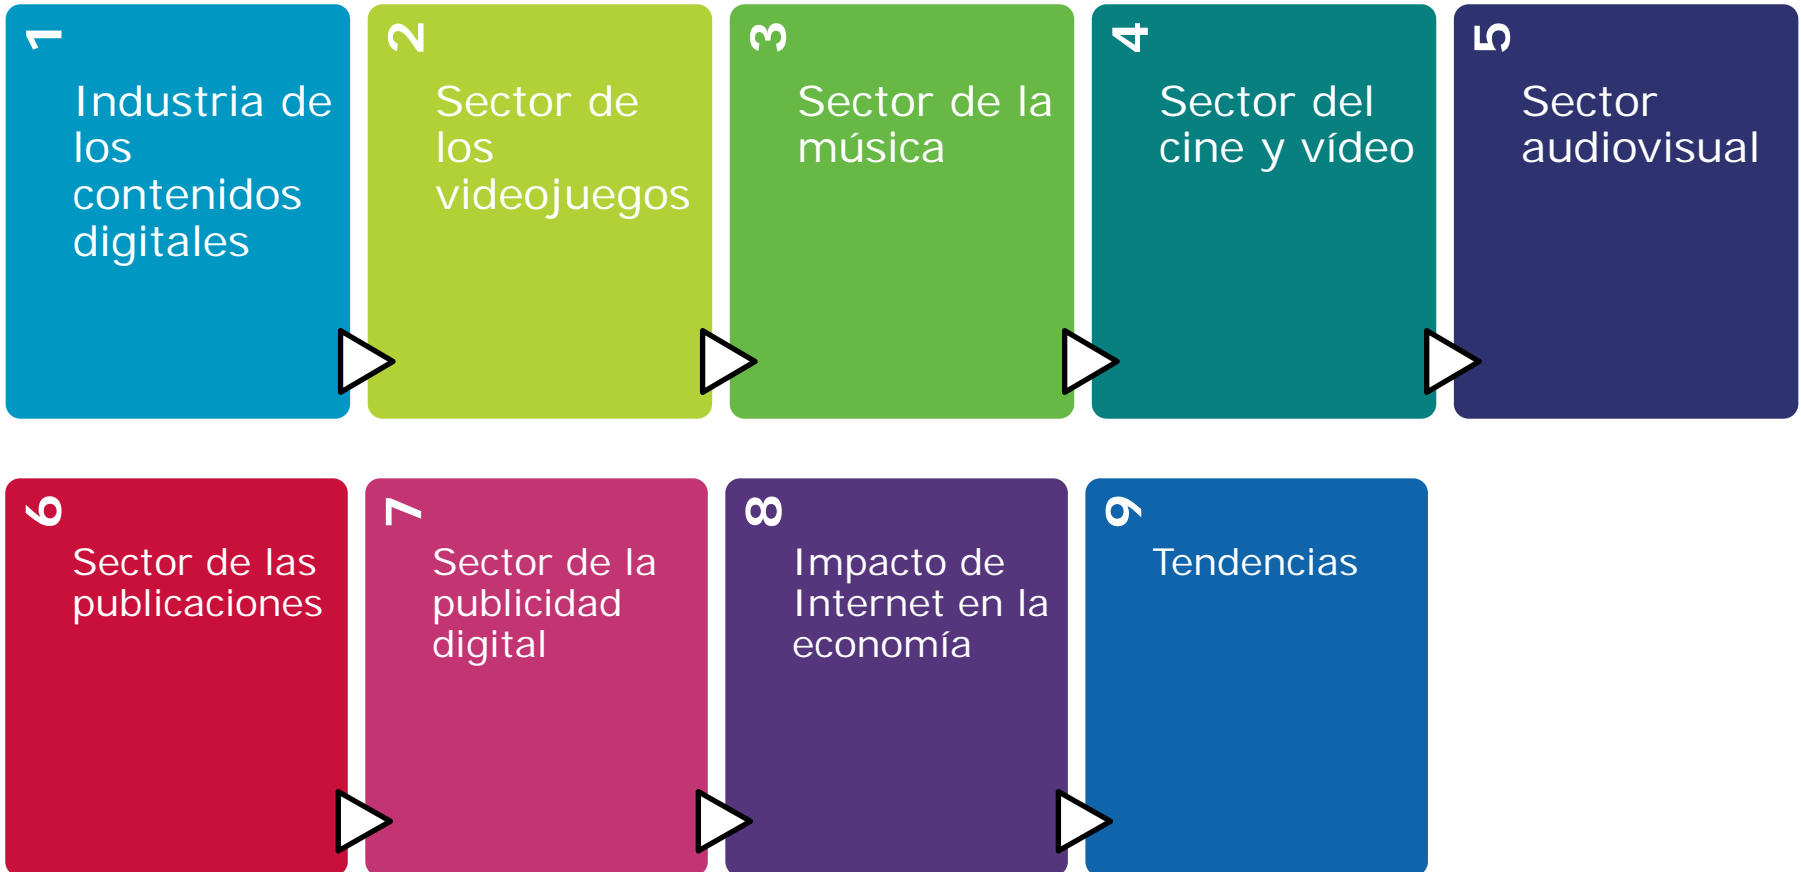 1
Industria de
los
contenidos
digitales
2
Sector de
los
videojuegos
3
Sector de la
música
4
Sector del
cine y vídeo
5
Sector
audiovisual
6
Sector de las
publicaciones
7
Sector de la
publicidad
digital
8
Impacto de
Internet en la
economía
9
Tendencias